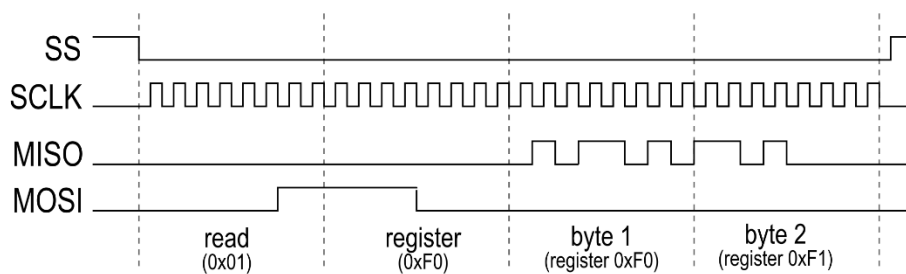 SS
SCLK
MISO
MOSI
read register byte 1 byte 2
(0x01) (0xF0) (register 0xF0) (register 0xF1)